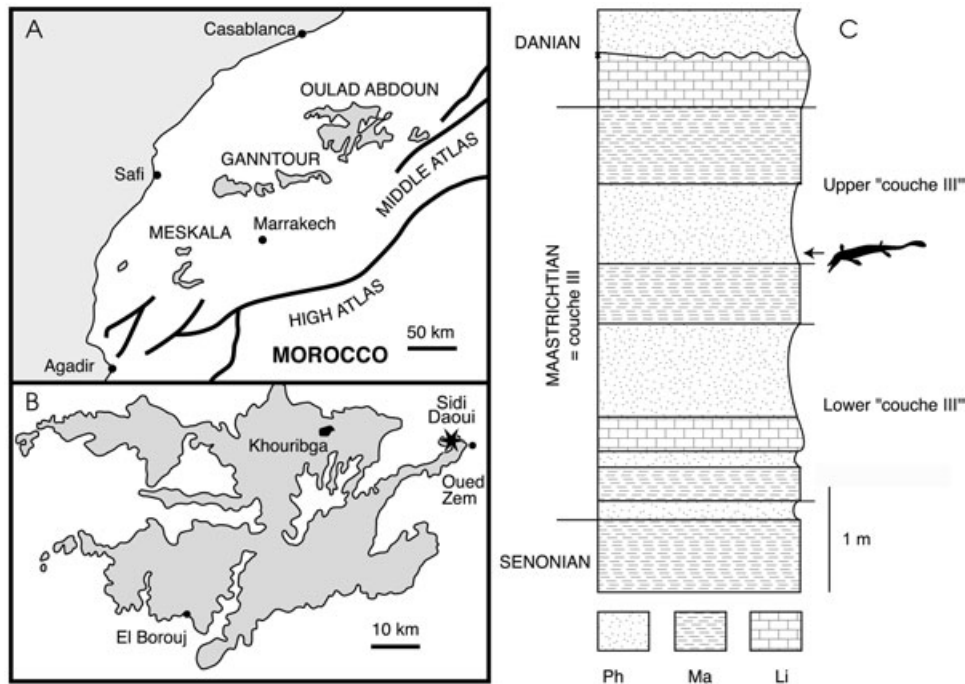 A
Casablanca
OULAD ABDOUN
GANNTOUR
Safi
MIDDLE ATLAS
MESKALA
Marrakech
HIGH ATLAS
50 km
MOROCCO
Agadir
B
Sidi
Daoui
Khouribga
Oued
Zem
El Borouj
10 km
C
DANIAN
Upper "couche III"
MAASTRICHTIAN
= couche III
Lower "couche III"
1 m
SENONIAN
Ph
Ma
Li